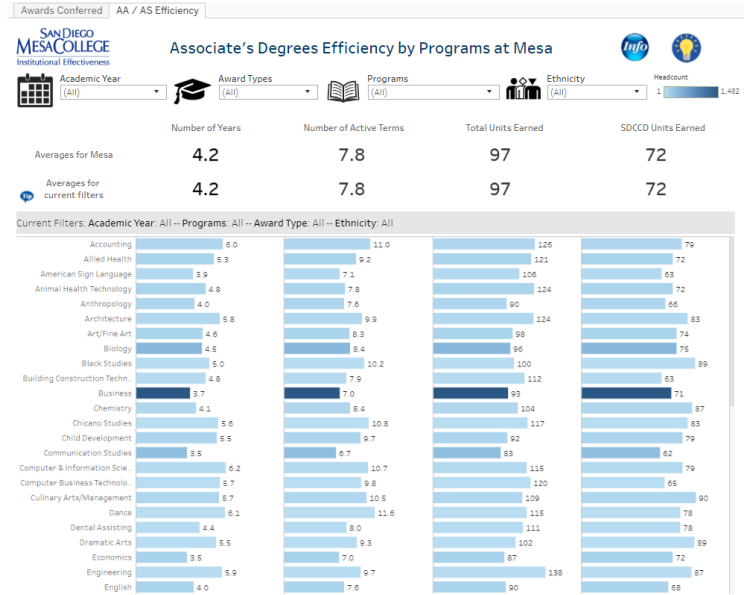 Awards Conferred AA / AS Efficiency
SAN DIEGO
MESA COLLEGE
Institutional Effectiveness
Associate's Degrees Efficiency by Programs at Mesa
Info
Academic Year Award Types Programs Ethnicity Headcount
(All) (All) (All) (All) 1 1,482
Number of Years Number of Active Terms Total Units Earned SDCCD Units Earned
Averages for Mesa 4.2 7.8 97 72
Averages for
Tip current filters 4.2 7.8 97 72
Current Filters: Academic Year: All -- Programs: All -- Award Type: All -- Ethnicity: All
Accounting 6.0 11.0 126 79
Allied Health 5.3 9.2 121 72
American Sign Language 3.9 7.1 106 63
Animal Health Technology 4.8 7.8 124 72
Anthropology 4.0 7.6 90 66
Architecture 5.8 9.9 124 83
Art/Fine Art 4.6 8.3 98 74
Biology 4.5 8.4 96 75
Black Studies 5.0 10.2 100 89
Building Construction Techn.. 4.8 7.9 112 63
Business 3.7 7.0 93 71
Chemistry 4.1 8.4 104 87
Chicano Studies 5.6 10.8 117 83
Child Development 5.5 9.7 92 79
Communication Studies 3.5 6.7 83 62
Computer & Information Scie.. 6.2 10.7 115 79
Computer Business Technolo.. 5.7 9.8 120 65
Culinary Arts/Management 5.7 10.5 109 90
Dance 6.1 11.6 115 78
Dental Assisting 4.4 8.0 111 78
Dramatic Arts 5.5 9.3 102 89
Economics 3.5 7.0 87 72
Engineering 5.9 9.7 138 87
English 4.0 7.6 90 68